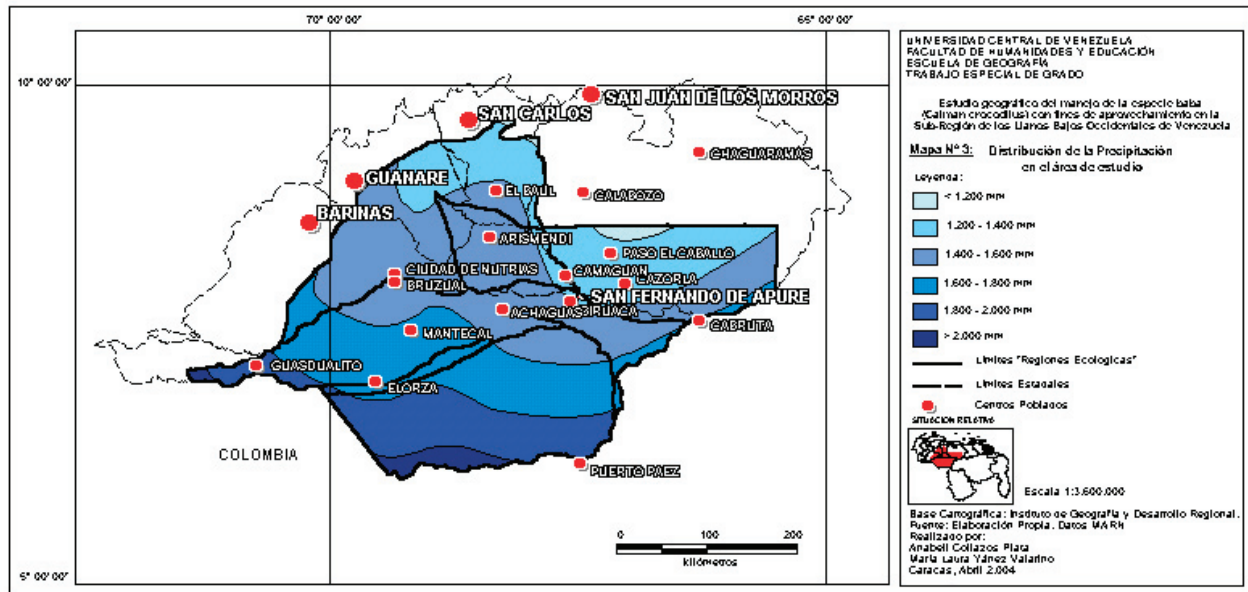 70° 00' 00'
65° 00' 00'
10° 00' 00'
5° 00' 00'
SAN JUAN DE LOS MORROS
SAN CARLOS
CHAGUARAMAS
GUANARE
EL BAUL
CALABOZO
BARINAS
ARISMENDI
PASO EL CABALLO
CIUDAD DE NUTRIAS
CAMAGUAN
BRUZUAL
CAZORLA
SAN FERNANDO DE APURE
ACHAGUAS
BIRUACA
CABRUTA
MANTECAL
GUASDUALITO
ELORZA
COLOMBIA
PUERTO PAEZ
0 100 200
kilómetros
UNIVERSIDAD CENTRAL DE VENEZUELA
FACULTAD DE HUMANIDADES Y EDUCACIÓN
ESCUELA DE GEOGRAFÍA
TRABAJO ESPECIAL DE GRADO
Estudio geográfico del manejo de la especie baba
(Caiman crocodilus) con fines de aprovechamiento en la
Sub-Región de los Llanos Bajos Occidentales de Venezuela
Mapa Nº 3: Distribución de la Precipitación
en el área de estudio
Leyenda:
< 1.200 mm
1.200 - 1.400 mm
1.400 - 1.600 mm
1.600 - 1.800 mm
1.800 - 2.000 mm
> 2.000 mm
Límites "Regiones Ecologicas"
Límites Estadales
Centros Poblados
SITUACION RELATIVO
Escala 1:3.600.000
Base Cartográfica: Instituto de Geografía y Desarrollo Regional.
Fuente: Elaboración Propia. Datos MARN
Realizado por:
Anabell Collazos Plata
María Laura Yánez Valarino
Caracas, Abril 2.004